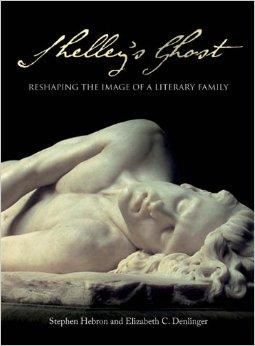 Shelley's Ghost
RESHAPING THE IMAGE OF A LITERARY FAMILY
Stephen Hebron and Elizabeth C. Denlinger